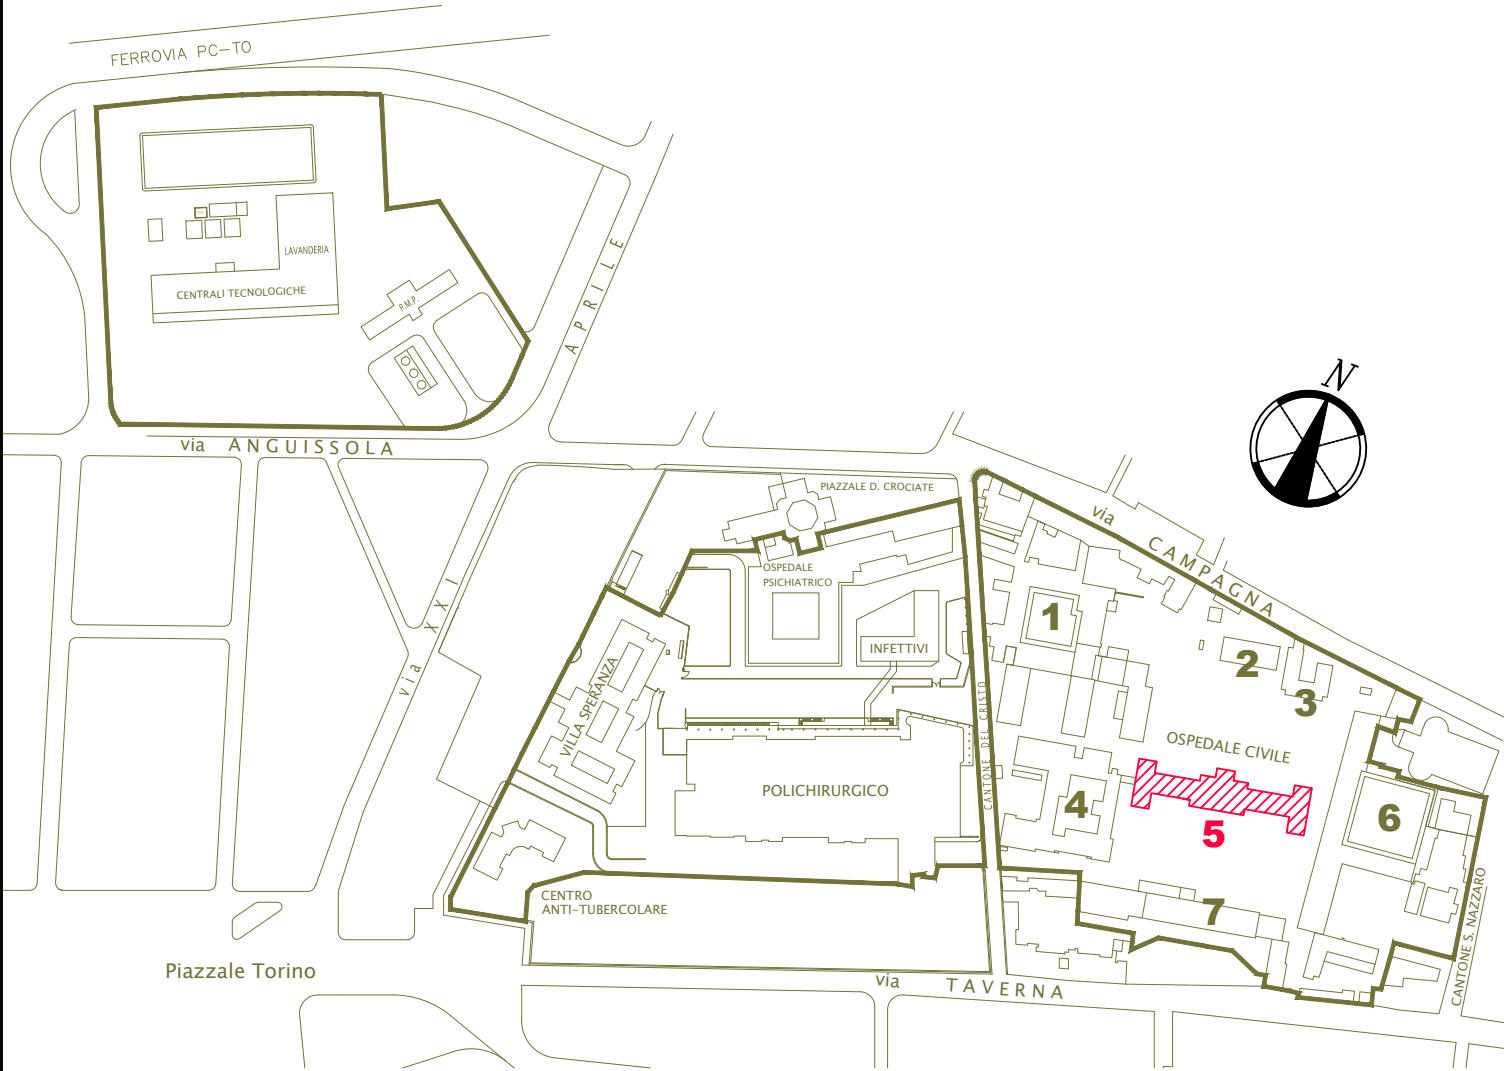 FERROVIA PC-TO
LAVANDERIA
CENTRALI TECNOLOGICHE
P.M.P.
APRILE
N
via ANGUISSOLA
PIAZZALE D. CROCIATE
via CAMPAGNA
OSPEDALE
PSICHIATRICO
via XXI
INFETTIVI
1
2
3
VILLA SPERANZA
CANTONE DEL CRISTO
OSPEDALE CIVILE
POLICHIRURGICO
4
5
6
CENTRO
ANTI-TUBERCOLARE
7
CANTONE S. NAZZARO
Piazzale Torino
via TAVERNA